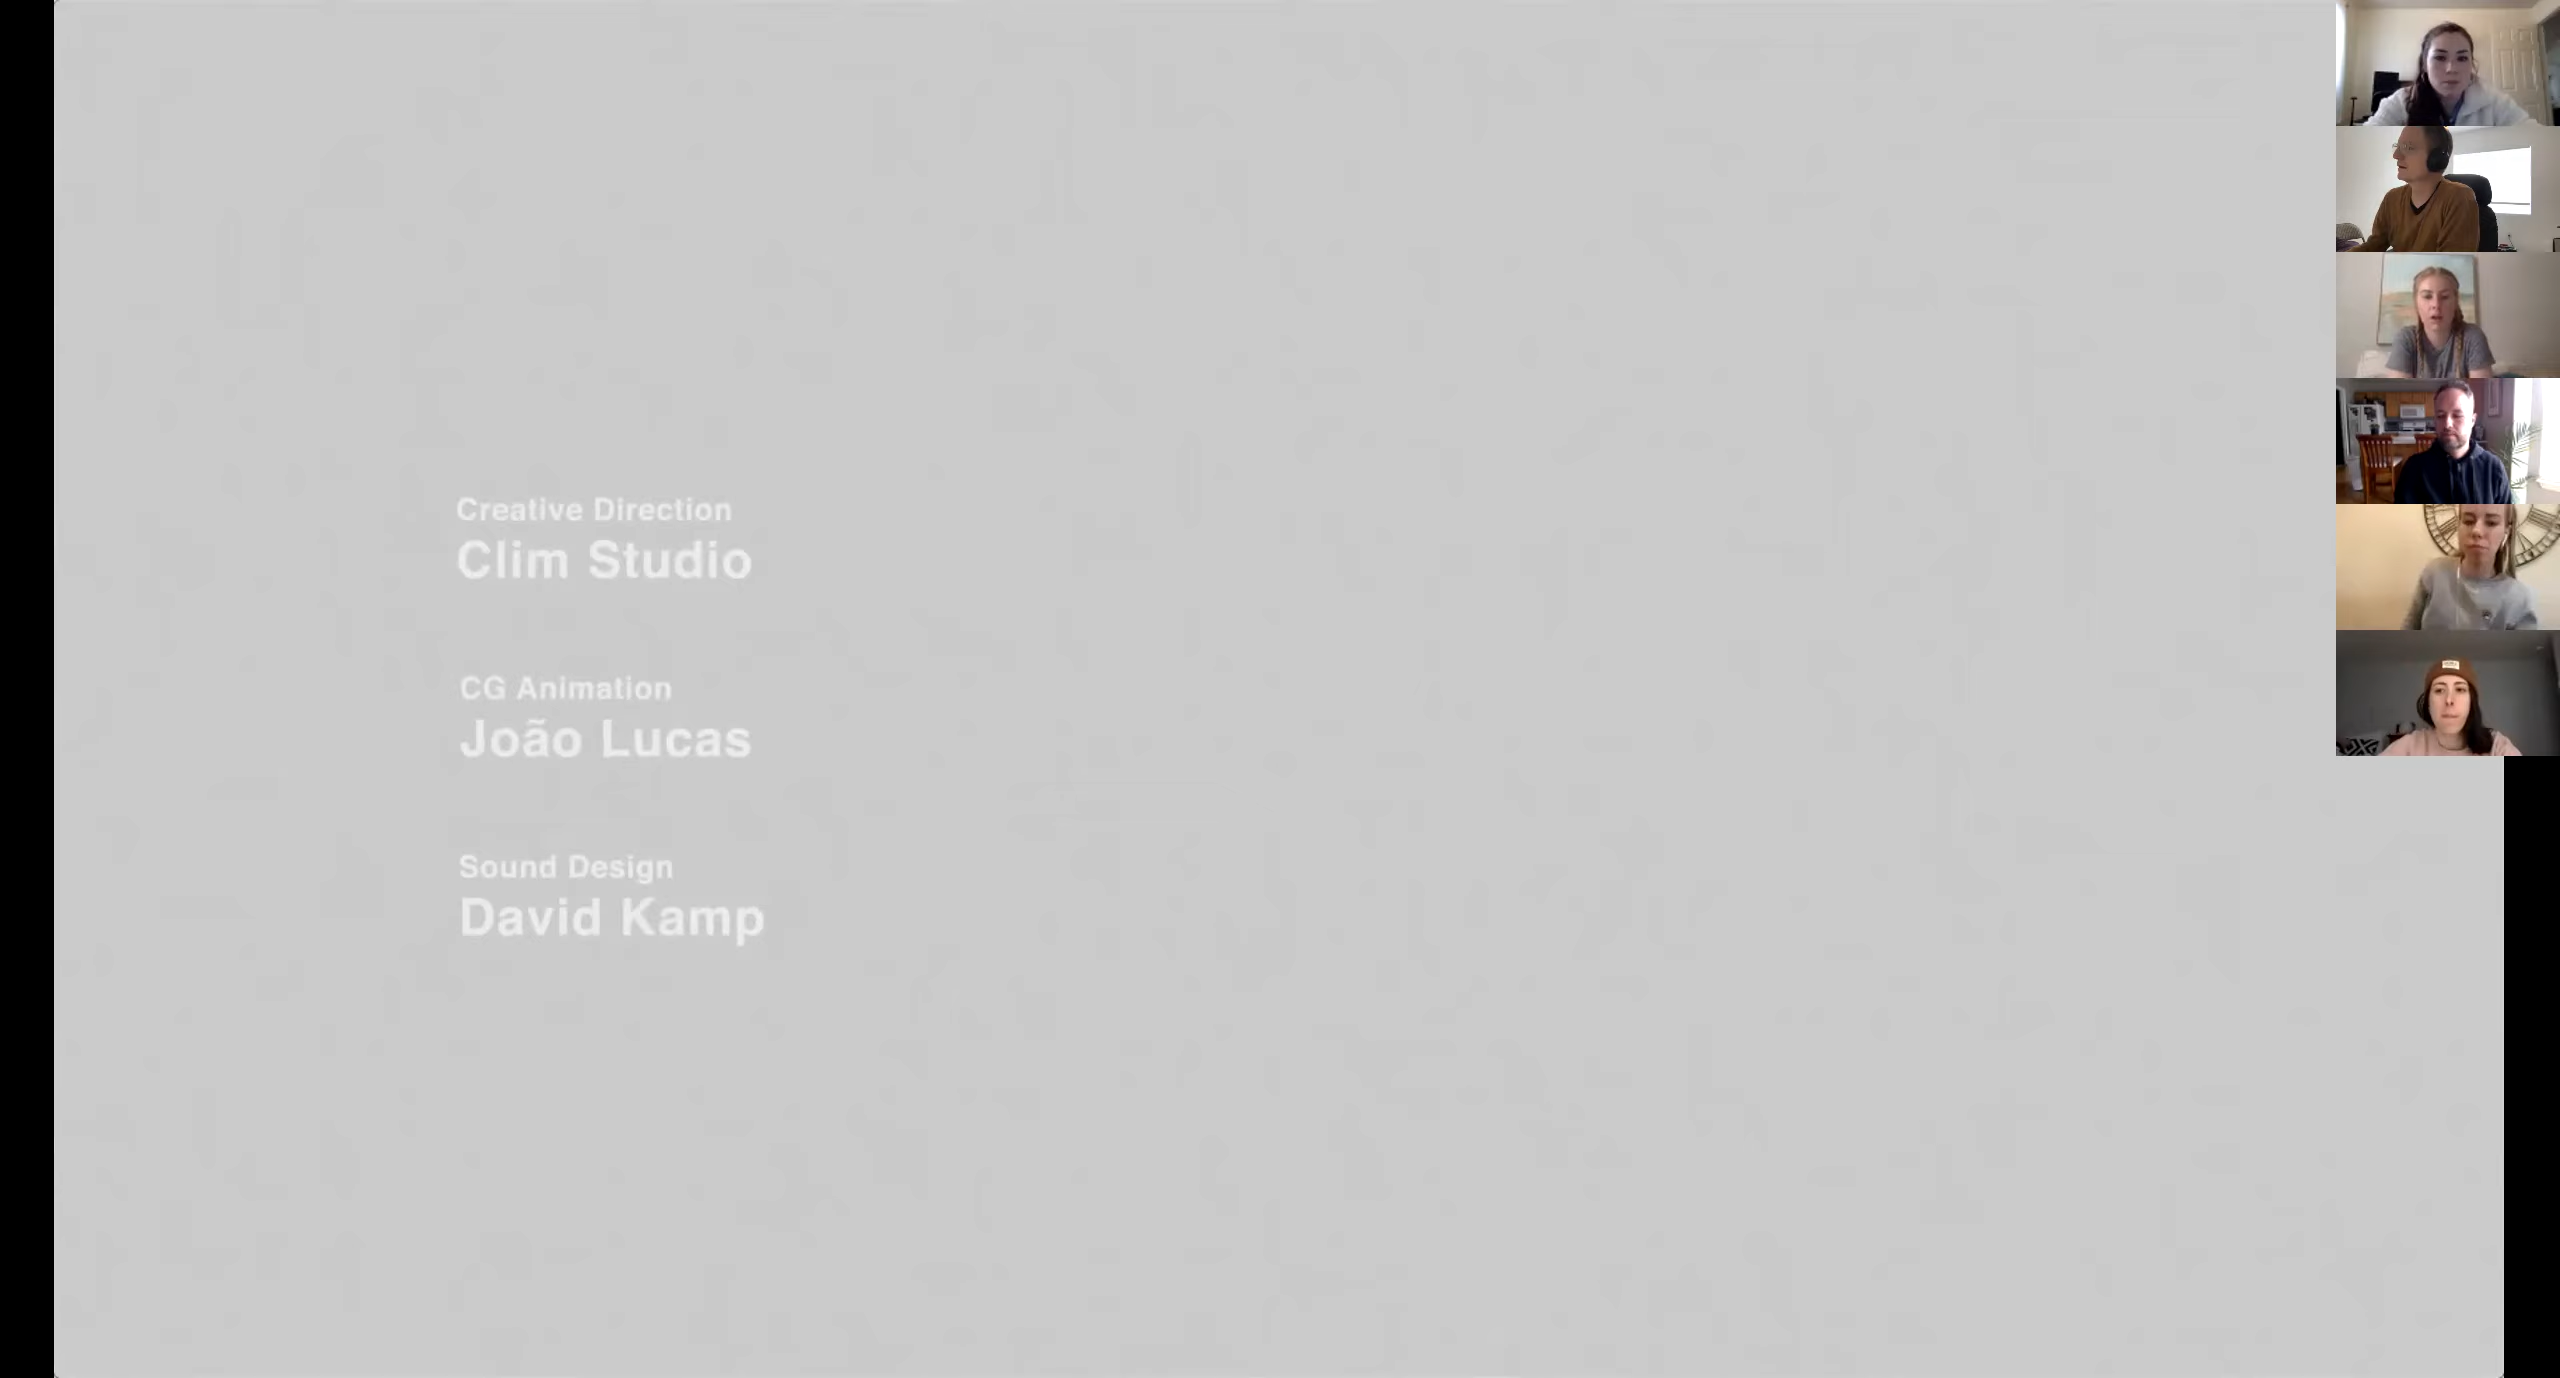 Creative Direction
Clim Studio
CG Animation
João Lucas
Sound Design
David Kamp